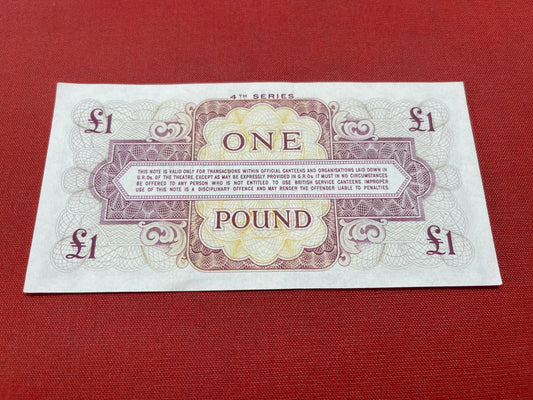 4TH SERIES
£1 £1
ONE
THIS NOTE IS VALID ONLY FOR TRANSACTIONS WITHIN OFFICIAL CANTEENS AND ORGANISATIONS LAID DOWN IN
G.R.Os. OF THE THEATRE. EXCEPT AS MAY BE EXPRESSLY PROVIDED IN G.R.Os. IT MUST IN NO CIRCUMSTANCES
BE OFFERED TO ANY PERSON WHO IS NOT ENTITLED TO USE BRITISH SERVICE CANTEENS. IMPROPER
USE OF THIS NOTE IS A DISCIPLINARY OFFENCE AND MAY RENDER THE OFFENDER LIABLE TO PENALTIES.
POUND
£1 £1